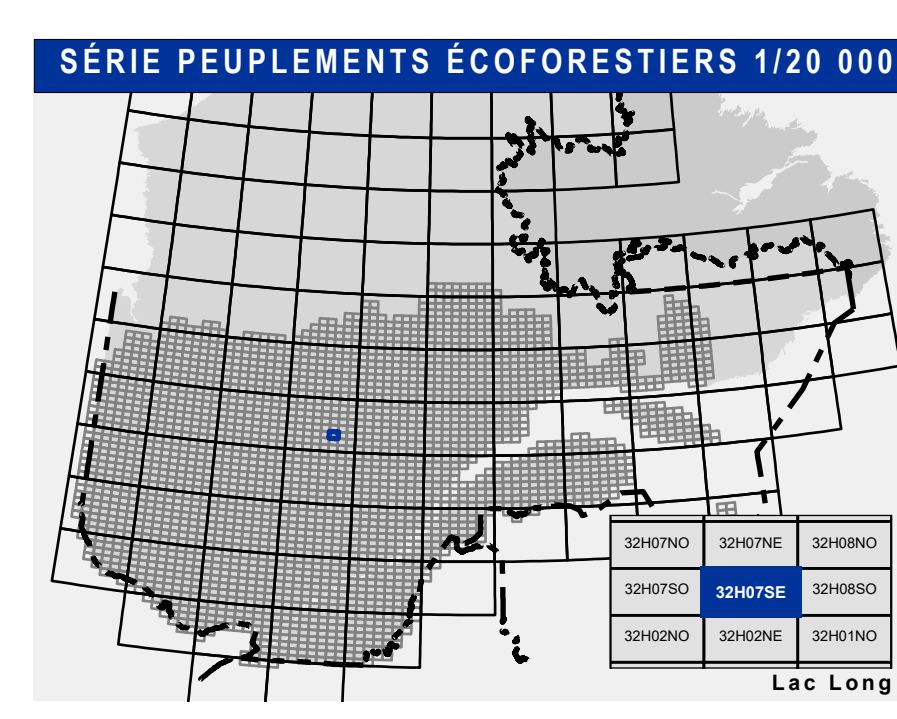 SÉRIE PEUPLEMENTS ÉCOFORESTIERS 1/20 000
32H07NO 32H07NE 32H08NO
32H07SO 32H07SE 32H08SO
32H02NO 32H02NE 32H01NO
Lac Long